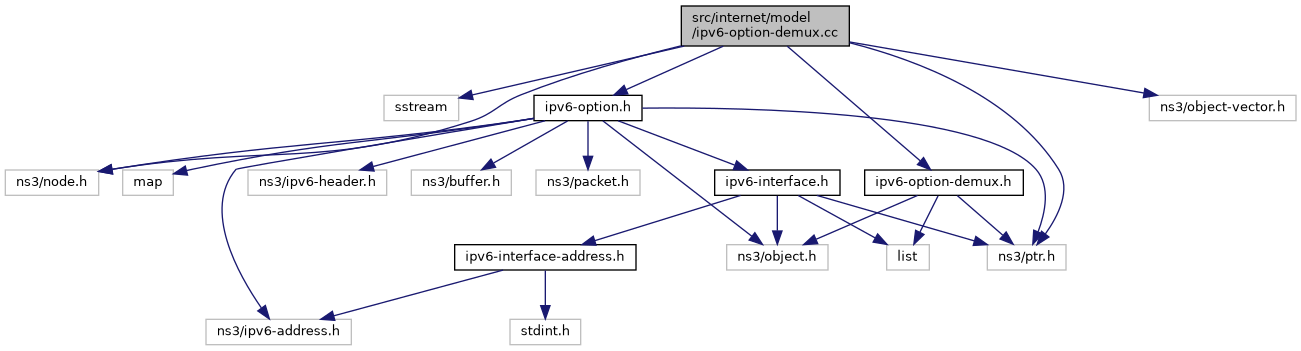 src/internet/model
/ipv6-option-demux.cc
sstream
ipv6-option.h
ns3/object-vector.h
ns3/node.h
map
ns3/ipv6-header.h
ns3/buffer.h
ns3/packet.h
ipv6-interface.h
ipv6-option-demux.h
ipv6-interface-address.h
ns3/object.h
list
ns3/ptr.h
ns3/ipv6-address.h
stdint.h